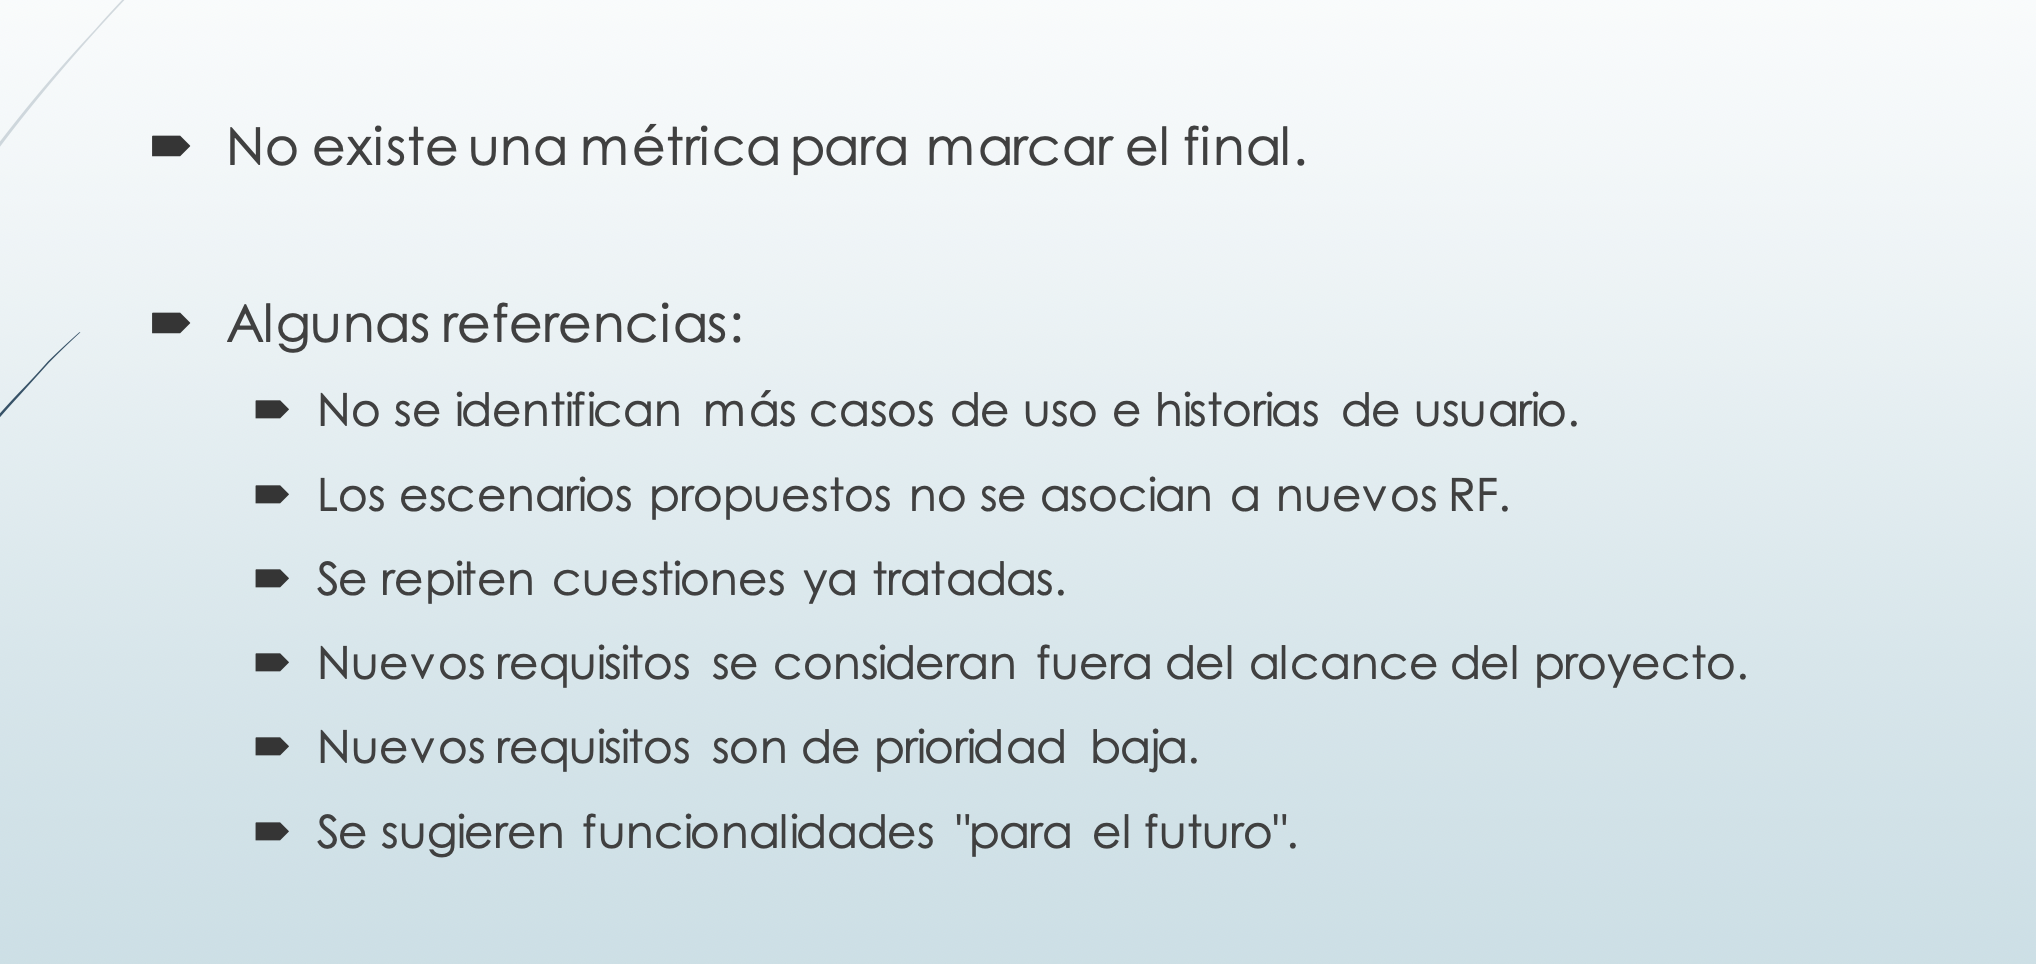 No existe una métrica para marcar el final.
Algunas referencias:
No se identifican más casos de uso e historias de usuario.
Los escenarios propuestos no se asocian a nuevos RF.
Se repiten cuestiones ya tratadas.
Nuevos requisitos se consideran fuera del alcance del proyecto.
Nuevos requisitos son de prioridad baja.
Se sugieren funcionalidades "para el futuro".